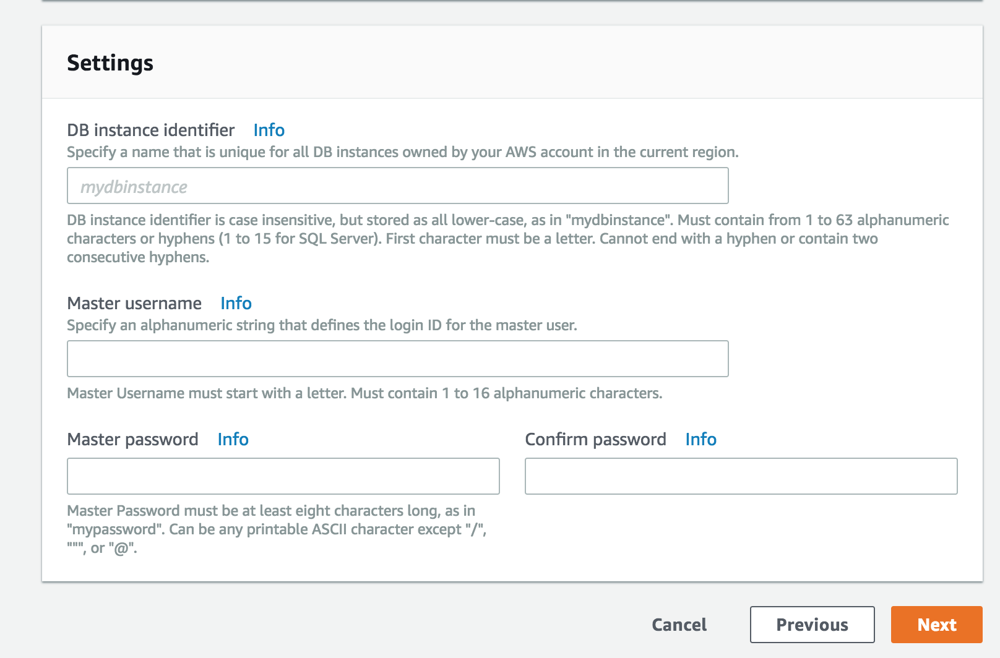 Settings
DB instance identifier Info
Specify a name that is unique for all DB instances owned by your AWS account in the current region.
mydbinstance
DB instance identifier is case insensitive, but stored as all lower-case, as in "mydbinstance". Must contain from 1 to 63 alphanumeric
characters or hyphens (1 to 15 for SQL Server). First character must be a letter. Cannot end with a hyphen or contain two
consecutive hyphens.
Master username Info
Specify an alphanumeric string that defines the login ID for the master user.
Master Username must start with a letter. Must contain 1 to 16 alphanumeric characters.
Master password Info
Confirm password Info
Master Password must be at least eight characters long, as in
"mypassword". Can be any printable ASCII character except "/",
""", or "@".
Cancel Previous Next